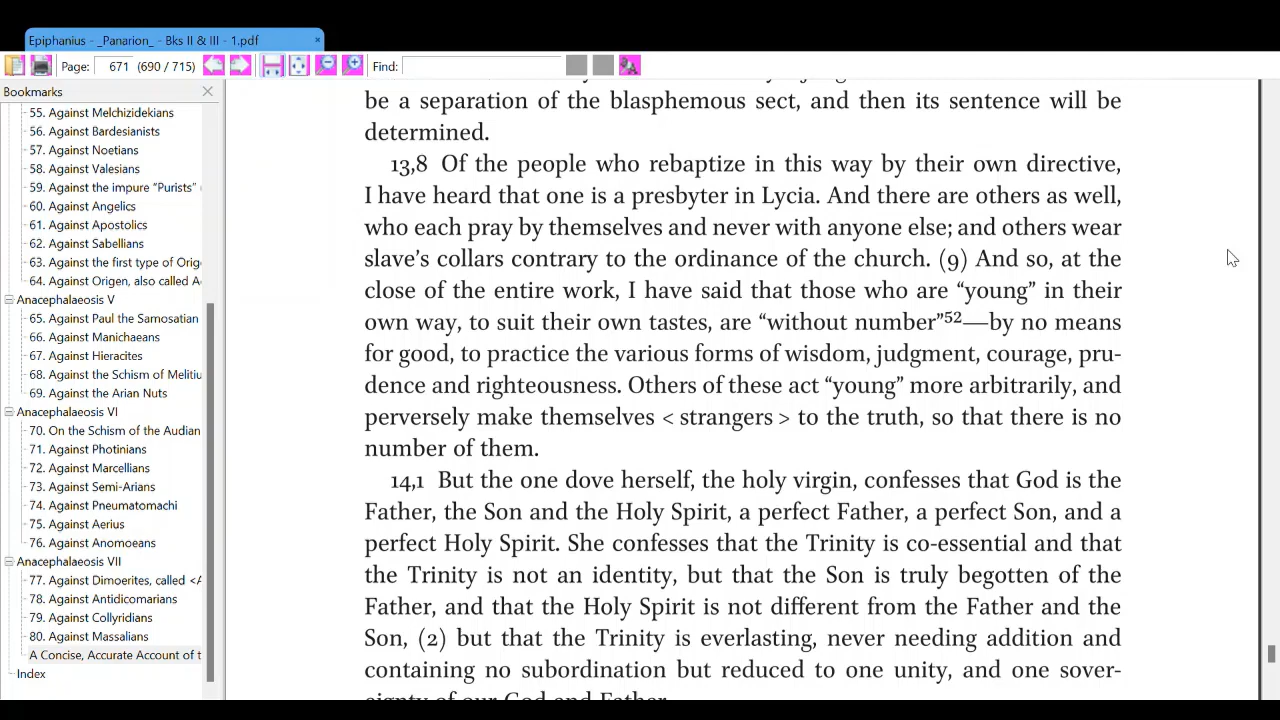 Epiphanius - _Panarion_ - Bks II & III - 1.pdf
Page: 671 (690 / 715) Find:
Bookmarks
55. Against Melchizidekians
56. Against Bardesianists
57. Against Noetians
58. Against Valesians
59. Against the impure “Purists”
60. Against Angelics
61. Against Apostolics
62. Against Sabellians
63. Against the first type of Orig
64. Against Origen, also called A
Anacephalaeosis V
65. Against Paul the Samosatian
66. Against Manichaeans
67. Against Hieracites
68. Against the Schism of Melitiu
69. Against the Arian Nuts
Anacephalaeosis VI
70. On the Schism of the Audian
71. Against Photinians
72. Against Marcellians
73. Against Semi-Arians
74. Against Pneumatomachi
75. Against Aerius
76. Against Anomoeans
Anacephalaeosis VII
77. Against Dimoerites, called <A
78. Against Antidicomarians
79. Against Collyridians
80. Against Massalians
A Concise, Accurate Account of t
Index
be a separation of the blasphemous sect, and then its sentence will be
determined.
13,8 Of the people who rebaptize in this way by their own directive,
I have heard that one is a presbyter in Lycia. And there are others as well,
who each pray by themselves and never with anyone else; and others wear
slave’s collars contrary to the ordinance of the church. (9) And so, at the
close of the entire work, I have said that those who are “young” in their
own way, to suit their own tastes, are “without number”52—by no means
for good, to practice the various forms of wisdom, judgment, courage, pru-
dence and righteousness. Others of these act “young” more arbitrarily, and
perversely make themselves < strangers > to the truth, so that there is no
number of them.
14,1 But the one dove herself, the holy virgin, confesses that God is the
Father, the Son and the Holy Spirit, a perfect Father, a perfect Son, and a
perfect Holy Spirit. She confesses that the Trinity is co-essential and that
the Trinity is not an identity, but that the Son is truly begotten of the
Father, and that the Holy Spirit is not different from the Father and the
Son, (2) but that the Trinity is everlasting, never needing addition and
containing no subordination but reduced to one unity, and one sover-
eignty of our God and Father.